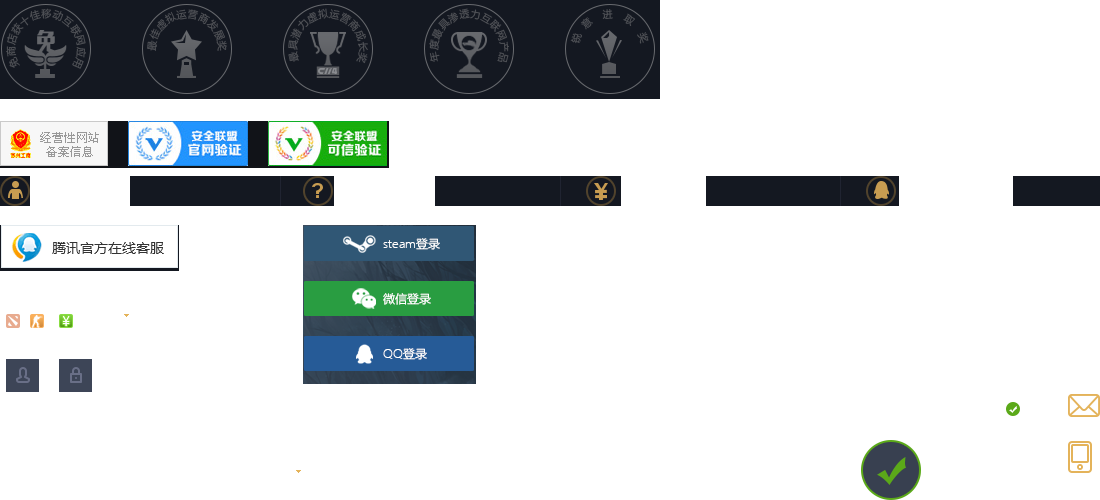 免商店获十佳移动互联网应用
免
最佳虚拟运营商发展奖
最具潜力虚拟运营商成长奖
年度最具渗透力互联网产品
锐意进取奖
经营性网站
备案信息
苏州工商
安全联盟
官网验证
安全联盟
可信验证
?
¥
腾讯官方在线客服
steam登录
微信登录
QQ登录
¥